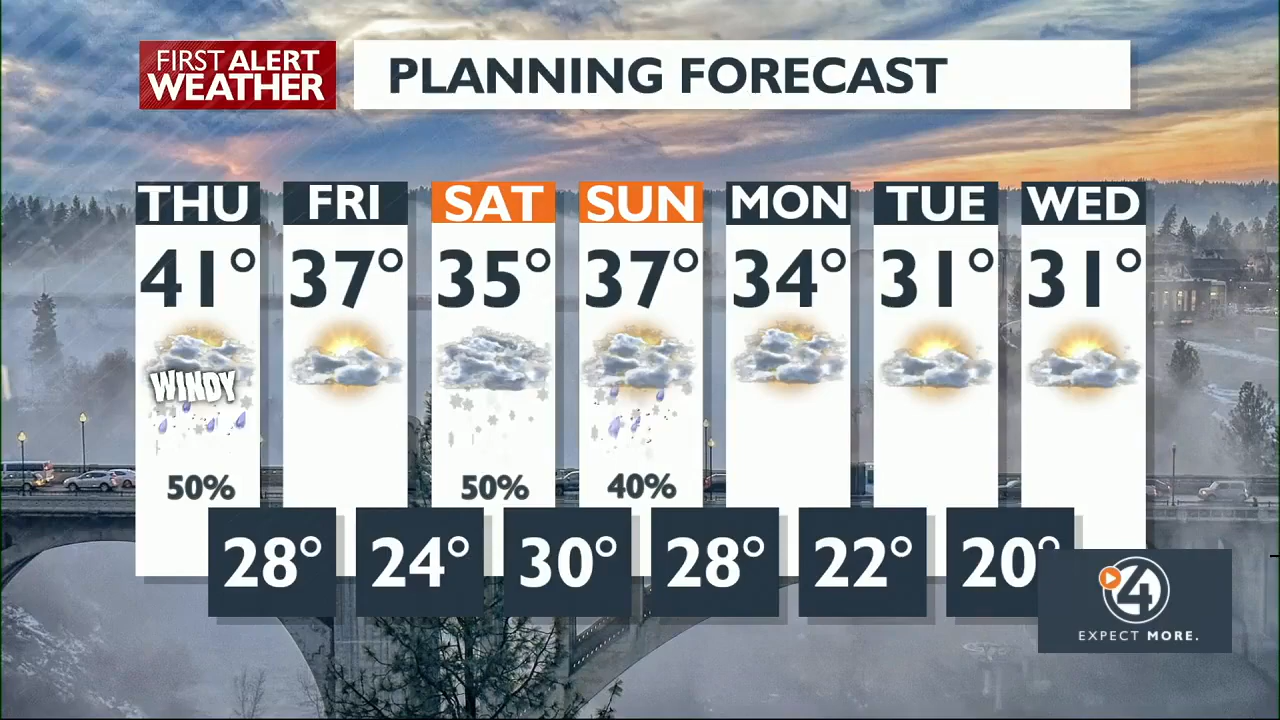 FIRST ALERT
WEATHER
PLANNING FORECAST
THU FRI SAT SUN MON TUE WED
41° 37° 35° 37° 34° 31° 31°
WINDY
50% 50% 40%
28° 24° 30° 28° 22° 20°
4
EXPECT MORE.